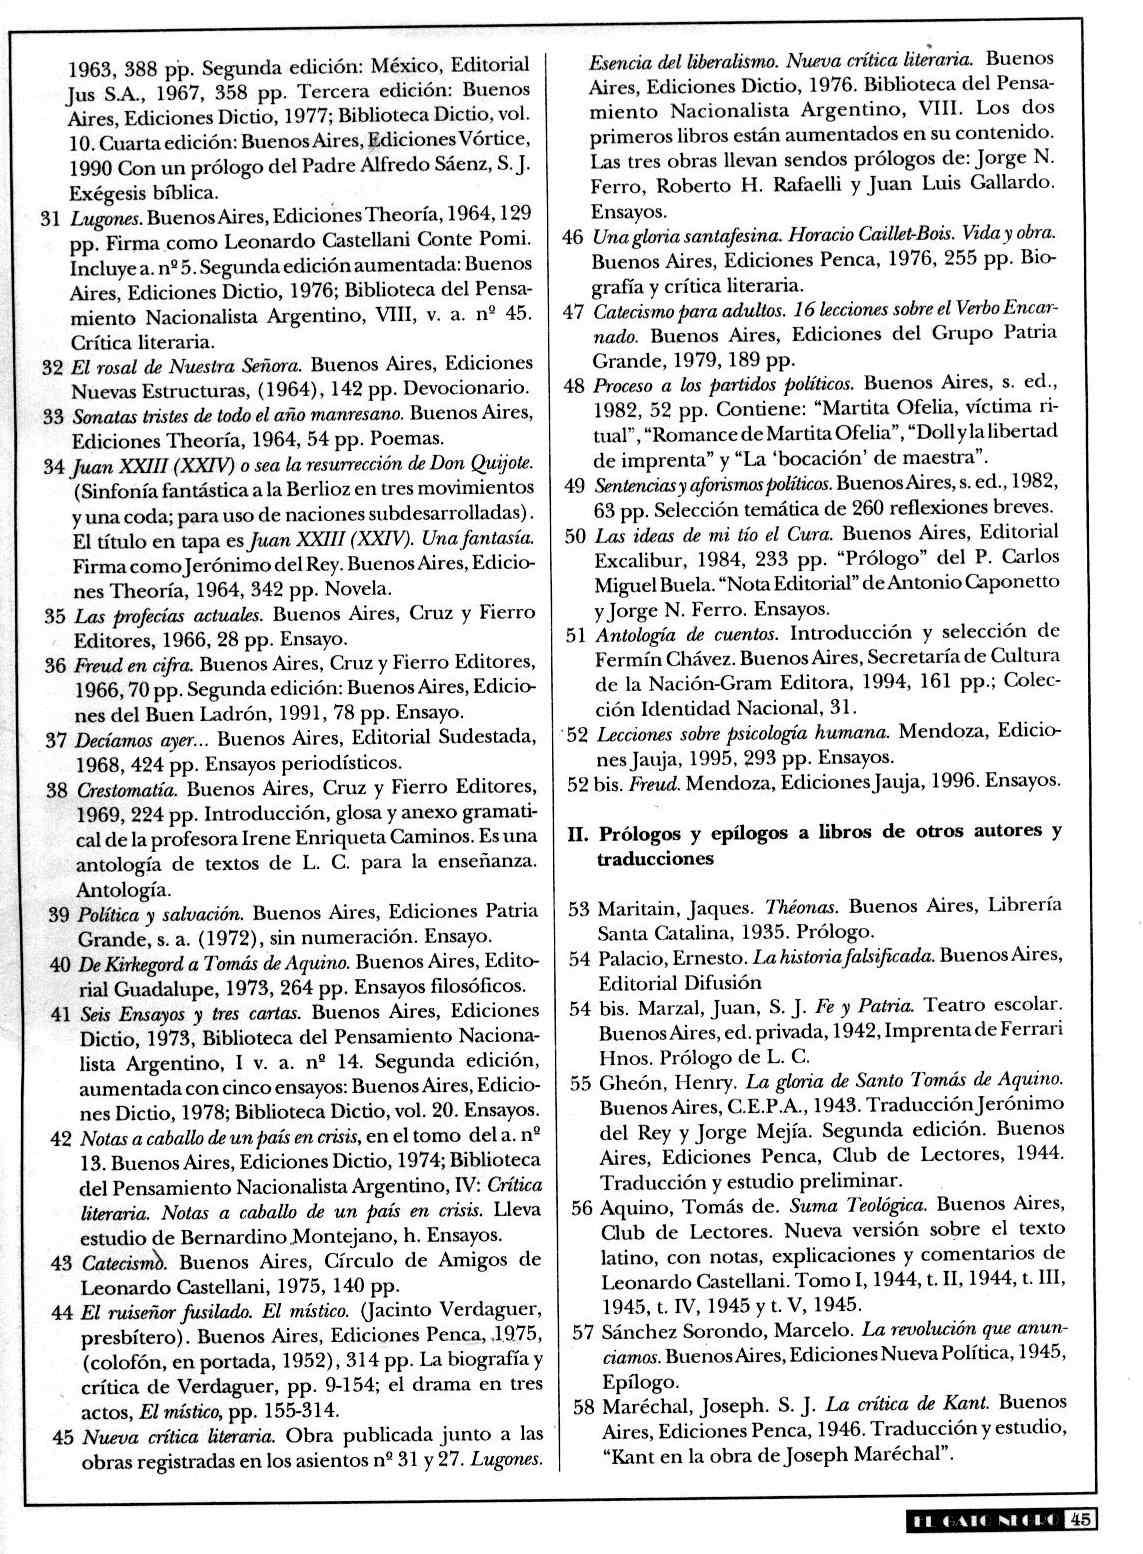 1963, 388 pp. Segunda edición: México, Editorial
Jus S.A., 1967, 358 pp. Tercera edición: Buenos
Aires, Ediciones Dictio, 1977; Biblioteca Dictio, vol.
10. Cuarta edición: Buenos Aires, Ediciones Vórtice,
1990 Con un prólogo del Padre Alfredo Sáenz, S. J.
Exégesis bíblica.
31 Lugones. Buenos Aires, Ediciones Theoría, 1964, 129
pp. Firma como Leonardo Castellani Conte Pomi.
Incluye a. nº 5. Segunda edición aumentada: Buenos
Aires, Ediciones Dictio, 1976; Biblioteca del Pensa-
miento Nacionalista Argentino, VIII, v. a. nº 45.
Crítica literaria.
32 El rosal de Nuestra Señora. Buenos Aires, Ediciones
Nuevas Estructuras, (1964), 142 pp. Devocionario.
33 Sonatas tristes de todo el año manresano. Buenos Aires,
Ediciones Theoría, 1964, 54 pp. Poemas.
34 Juan XXIII (XXIV) o sea la resurrección de Don Quijote.
(Sinfonía fantástica a la Berlioz en tres movimientos
y una coda; para uso de naciones subdesarrolladas).
El título en tapa es Juan XXIII (XXIV). Una fantasía.
Firma como Jerónimo del Rey. Buenos Aires, Edicio-
nes Theoría, 1964, 342 pp. Novela.
35 Las profecías actuales. Buenos Aires, Cruz y Fierro
Editores, 1966, 28 pp. Ensayo.
36 Freud en cifra. Buenos Aires, Cruz y Fierro Editores,
1966, 70 pp. Segunda edición: Buenos Aires, Edicio-
nes del Buen Ladrón, 1991, 78 pp. Ensayo.
37 Decíamos ayer... Buenos Aires, Editorial Sudestada,
1968, 424 pp. Ensayos periodísticos.
38 Crestomatía. Buenos Aires, Cruz y Fierro Editores,
1969, 224 pp. Introducción, glosa y anexo gramati-
cal de la profesora Irene Enriqueta Caminos. Es una
antología de textos de L. C. para la enseñanza.
Antología.
39 Política y salvación. Buenos Aires, Ediciones Patria
Grande, s. a. (1972), sin numeración. Ensayo.
40 De Kirkegord a Tomás de Aquino. Buenos Aires, Edito-
rial Guadalupe, 1973, 264 pp. Ensayos filosóficos.
41 Seis Ensayos y tres cartas. Buenos Aires, Ediciones
Dictio, 1973, Biblioteca del Pensamiento Naciona-
lista Argentino, I v. a. nº 14. Segunda edición,
aumentada con cinco ensayos: Buenos Aires, Edicio-
nes Dictio, 1978; Biblioteca Dictio, vol. 20. Ensayos.
42 Notas a caballo de un país en crisis, en el tomo del a. nº
13. Buenos Aires, Ediciones Dictio, 1974; Biblioteca
del Pensamiento Nacionalista Argentino, IV: Crítica
literaria. Notas a caballo de un país en crisis. Lleva
estudio de Bernardino Montejano, h. Ensayos.
43 Catecismo. Buenos Aires, Círculo de Amigos de
Leonardo Castellani, 1975, 140 pp.
44 El ruiseñor fusilado. El místico. (Jacinto Verdaguer,
presbítero). Buenos Aires, Ediciones Penca, 1975,
(colofón, en portada, 1952), 314 pp. La biografía y
crítica de Verdaguer, pp. 9-154; el drama en tres
actos, El místico, pp. 155-314.
45 Nueva crítica literaria. Obra publicada junto a las
obras registradas en los asientos nº 31 y 27. Lugones.
Esencia del liberalismo. Nueva crítica literaria. Buenos
Aires, Ediciones Dictio, 1976. Biblioteca del Pensa-
miento Nacionalista Argentino, VIII. Los dos
primeros libros están aumentados en su contenido.
Las tres obras llevan sendos prólogos de: Jorge N.
Ferro, Roberto H. Rafaelli y Juan Luis Gallardo.
Ensayos.
46 Una gloria santafesina. Horacio Caillet-Bois. Vida y obra.
Buenos Aires, Ediciones Penca, 1976, 255 pp. Bio-
grafía y crítica literaria.
47 Catecismo para adultos. 16 lecciones sobre el Verbo Encar-
nado. Buenos Aires, Ediciones del Grupo Patria
Grande, 1979, 189 pp.
48 Proceso a los partidos políticos. Buenos Aires, s. ed.,
1982, 52 pp. Contiene: “Martita Ofelia, víctima ri-
tual”, “Romance de Martita Ofelia”, “Doll y la libertad
de imprenta” y “La ‘bocación’ de maestra”.
49 Sentencias y aforismos políticos. Buenos Aires, s. ed., 1982,
63 pp. Selección temática de 260 reflexiones breves.
50 Las ideas de mi tío el Cura. Buenos Aires, Editorial
Excalibur, 1984, 233 pp. “Prólogo” del P. Carlos
Miguel Buela. “Nota Editorial” de Antonio Caponetto
y Jorge N. Ferro. Ensayos.
51 Antología de cuentos. Introducción y selección de
Fermín Chávez. Buenos Aires, Secretaría de Cultura
de la Nación-Gram Editora, 1994, 161 pp.; Colec-
ción Identidad Nacional, 31.
52 Lecciones sobre psicología humana. Mendoza, Edicio-
nes Jauja, 1995, 293 pp. Ensayos.
52 bis. Freud. Mendoza, Ediciones Jauja, 1996. Ensayos.
II. Prólogos y epílogos a libros de otros autores y
traducciones
53 Maritain, Jaques. Théonas. Buenos Aires, Librería
Santa Catalina, 1935. Prólogo.
54 Palacio, Ernesto. La historia falsificada. Buenos Aires,
Editorial Difusión
54 bis. Marzal, Juan, S. J. Fe y Patria. Teatro escolar.
Buenos Aires, ed. privada, 1942, Imprenta de Ferrari
Hnos. Prólogo de L. C.
55 Gheón, Henry. La gloria de Santo Tomás de Aquino.
Buenos Aires, C.E.P.A., 1943. Traducción Jerónimo
del Rey y Jorge Mejía. Segunda edición. Buenos
Aires, Ediciones Penca, Club de Lectores, 1944.
Traducción y estudio preliminar.
56 Aquino, Tomás de. Suma Teológica. Buenos Aires,
Club de Lectores. Nueva versión sobre el texto
latino, con notas, explicaciones y comentarios de
Leonardo Castellani. Tomo I, 1944, t. II, 1944, t. III,
1945, t. IV, 1945 y t. V, 1945.
57 Sánchez Sorondo, Marcelo. La revolución que anun-
ciamos. Buenos Aires, Ediciones Nueva Política, 1945,
Epílogo.
58 Maréchal, Joseph. S. J. La crítica de Kant. Buenos
Aires, Ediciones Penca, 1946. Traducción y estudio,
“Kant en la obra de Joseph Maréchal”.
EL GATO NEGRO 45